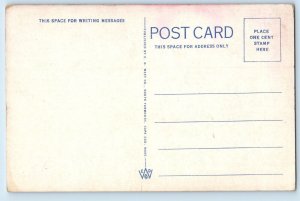 THIS SPACE FOR WRITING MESSAGES
POST CARD
THIS SPACE FOR ADDRESS ONLY
PLACE
ONE CENT
STAMP
HERE